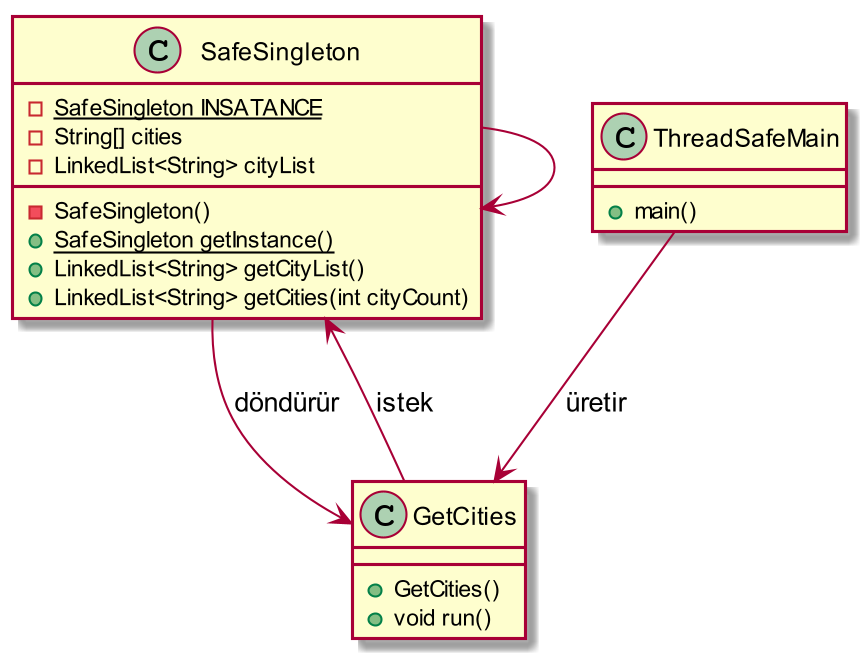 C SafeSingleton
SafeSingleton INSATANCE
String[] cities
LinkedList<String> cityList
SafeSingleton()
SafeSingleton getInstance()
LinkedList<String> getCityList()
LinkedList<String> getCities(int cityCount)
C ThreadSafeMain
main()
döndürür
istek
üretir
C GetCities
GetCities()
void run()